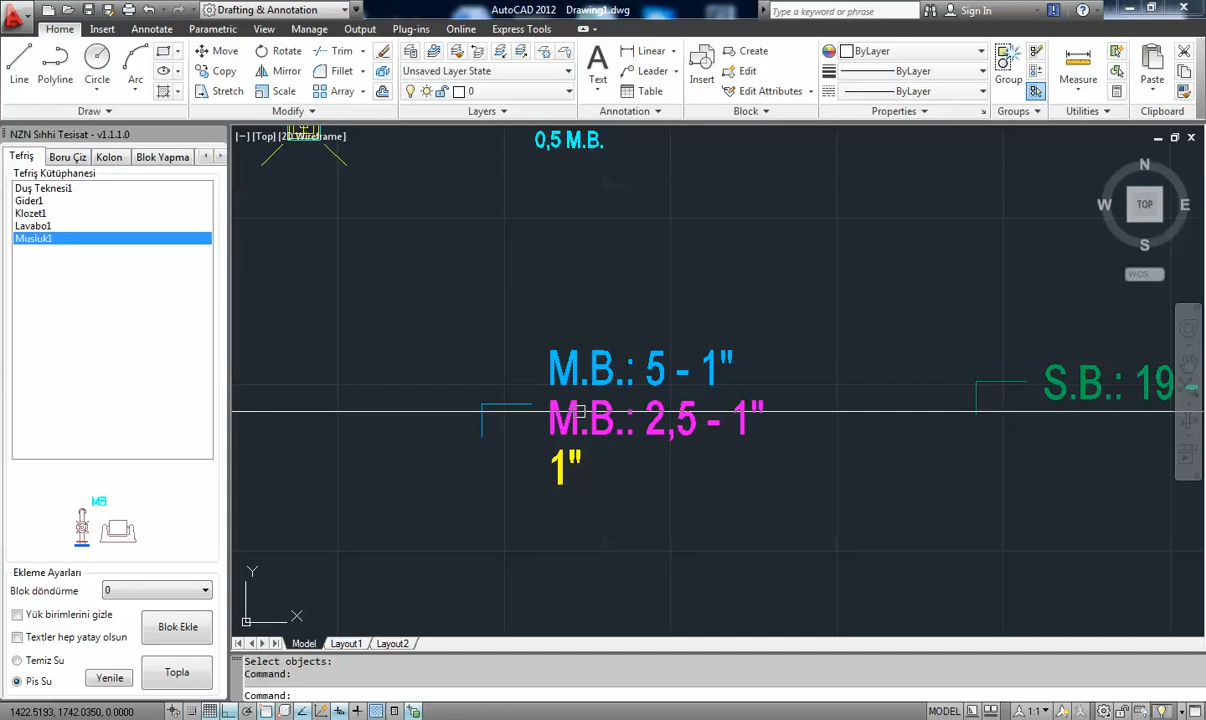 Drafting & Annotation
AutoCAD 2012 Drawing1.dwg
Type a keyword or phrase
Sign In
Home Insert Annotate Parametric View Manage Output Plug-ins Online Express Tools
Line Polyline Circle Arc
Move Rotate Trim
Copy Mirror Fillet
Stretch Scale Array
Unsaved Layer State
0
Text
Linear
Leader
Table
Insert
Create
Edit
Edit Attributes
ByLayer
ByLayer
ByLayer
Group
Measure
Paste
Draw Modify Layers Annotation Block Properties Groups Utilities Clipboard
NZN Sıhhi Tesisat - v1.1.1.0
Tefriş Boru Çiz Kolon Blok Yapma
Tefriş Kütüphanesi
Duş Teknesi1
Gider1
Klozet1
Lavabo1
Musluk1
MB
Ekleme Ayarları
Blok döndürme 0
Yük birimlerini gizle
Textler hep yatay olsun
Blok Ekle
Temiz Su
Pis Su
Yenile
Topla
[−] [Top] [2D Wireframe]
0,5 M.B.
N
W TOP E
S
WCS
M.B.: 5 - 1"
M.B.: 2,5 - 1"
1"
S.B.: 19
Y
X
Model Layout1 Layout2
Select objects:
Command:
Command:
1422.5193, 1742.0350, 0.0000
MODEL
1:1